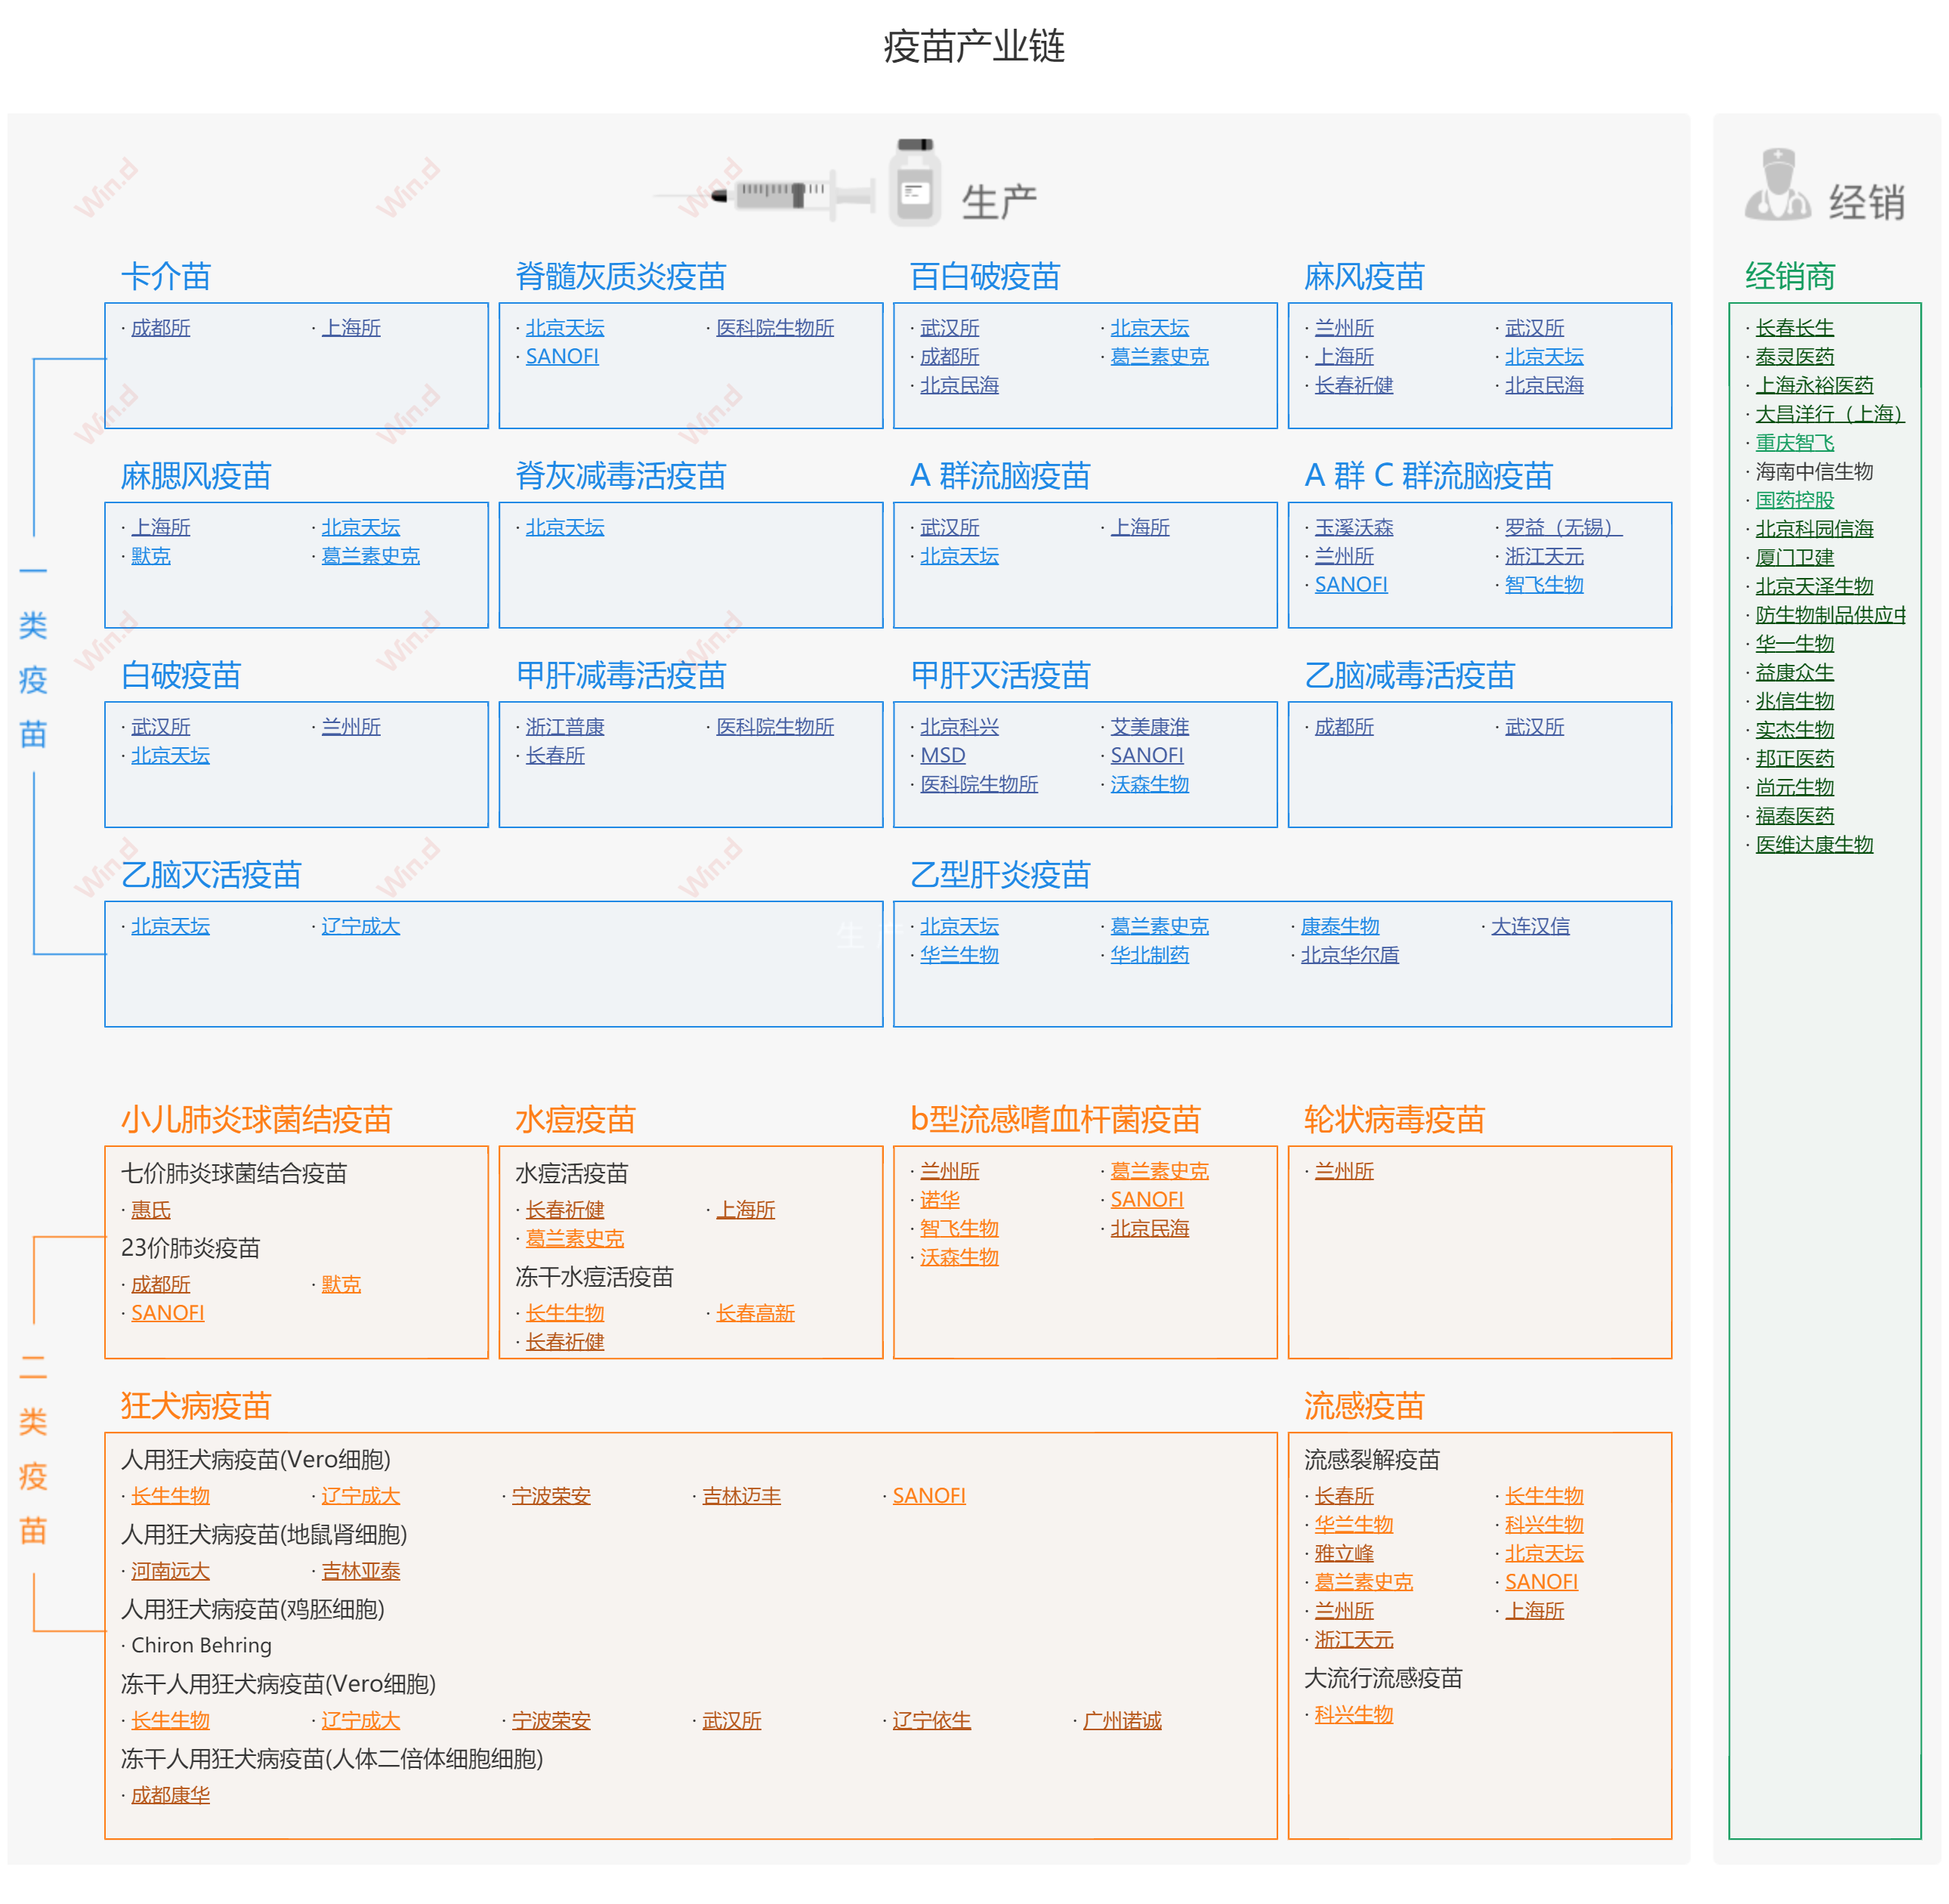 疫苗产业链
生产
经销
一类疫苗
卡介苗
· 成都所 · 上海所
脊髓灰质炎疫苗
· 北京天坛 · 医科院生物所
· SANOFI
百白破疫苗
· 武汉所 · 北京天坛
· 成都所 · 葛兰素史克
· 北京民海
麻风疫苗
· 兰州所 · 武汉所
· 上海所 · 北京天坛
· 长春祈健 · 北京民海
麻腮风疫苗
· 上海所 · 北京天坛
· 默克 · 葛兰素史克
脊灰减毒活疫苗
· 北京天坛
A 群流脑疫苗
· 武汉所 · 上海所
· 北京天坛
A 群 C 群流脑疫苗
· 玉溪沃森 · 罗益（无锡）
· 兰州所 · 浙江天元
· SANOFI · 智飞生物
白破疫苗
· 武汉所 · 兰州所
· 北京天坛
甲肝减毒活疫苗
· 浙江普康 · 医科院生物所
· 长春所
甲肝灭活疫苗
· 北京科兴 · 艾美康淮
· MSD · SANOFI
· 医科院生物所 · 沃森生物
乙脑减毒活疫苗
· 成都所 · 武汉所
乙脑灭活疫苗
· 北京天坛 · 辽宁成大
生产
乙型肝炎疫苗
· 北京天坛 · 葛兰素史克 · 康泰生物 · 大连汉信
· 华兰生物 · 华北制药 · 北京华尔盾
二类疫苗
小儿肺炎球菌结疫苗
七价肺炎球菌结合疫苗
· 惠氏
23价肺炎疫苗
· 成都所 · 默克
· SANOFI
水痘疫苗
水痘活疫苗
· 长春祈健 · 上海所
· 葛兰素史克
冻干水痘活疫苗
· 长生生物 · 长春高新
· 长春祈健
b型流感嗜血杆菌疫苗
· 兰州所 · 葛兰素史克
· 诺华 · SANOFI
· 智飞生物 · 北京民海
· 沃森生物
轮状病毒疫苗
· 兰州所
狂犬病疫苗
人用狂犬病疫苗(Vero细胞)
· 长生生物 · 辽宁成大 · 宁波荣安 · 吉林迈丰 · SANOFI
人用狂犬病疫苗(地鼠肾细胞)
· 河南远大 · 吉林亚泰
人用狂犬病疫苗(鸡胚细胞)
· Chiron Behring
冻干人用狂犬病疫苗(Vero细胞)
· 长生生物 · 辽宁成大 · 宁波荣安 · 武汉所 · 辽宁依生 · 广州诺诚
冻干人用狂犬病疫苗(人体二倍体细胞细胞)
· 成都康华
流感疫苗
流感裂解疫苗
· 长春所 · 长生生物
· 华兰生物 · 科兴生物
· 雅立峰 · 北京天坛
· 葛兰素史克 · SANOFI
· 兰州所 · 上海所
· 浙江天元
大流行流感疫苗
· 科兴生物
经销商
· 长春长生
· 泰灵医药
· 上海永裕医药
· 大昌洋行（上海）
· 重庆智飞
· 海南中信生物
· 国药控股
· 北京科园信海
· 厦门卫建
· 北京天泽生物
· 防生物制品供应中
· 华一生物
· 益康众生
· 兆信生物
· 实杰生物
· 邦正医药
· 尚元生物
· 福泰医药
· 医维达康生物
Win.d
Win.d
Win.d
Win.d
Win.d
Win.d
Win.d
Win.d
Win.d
Win.d
Win.d
Win.d